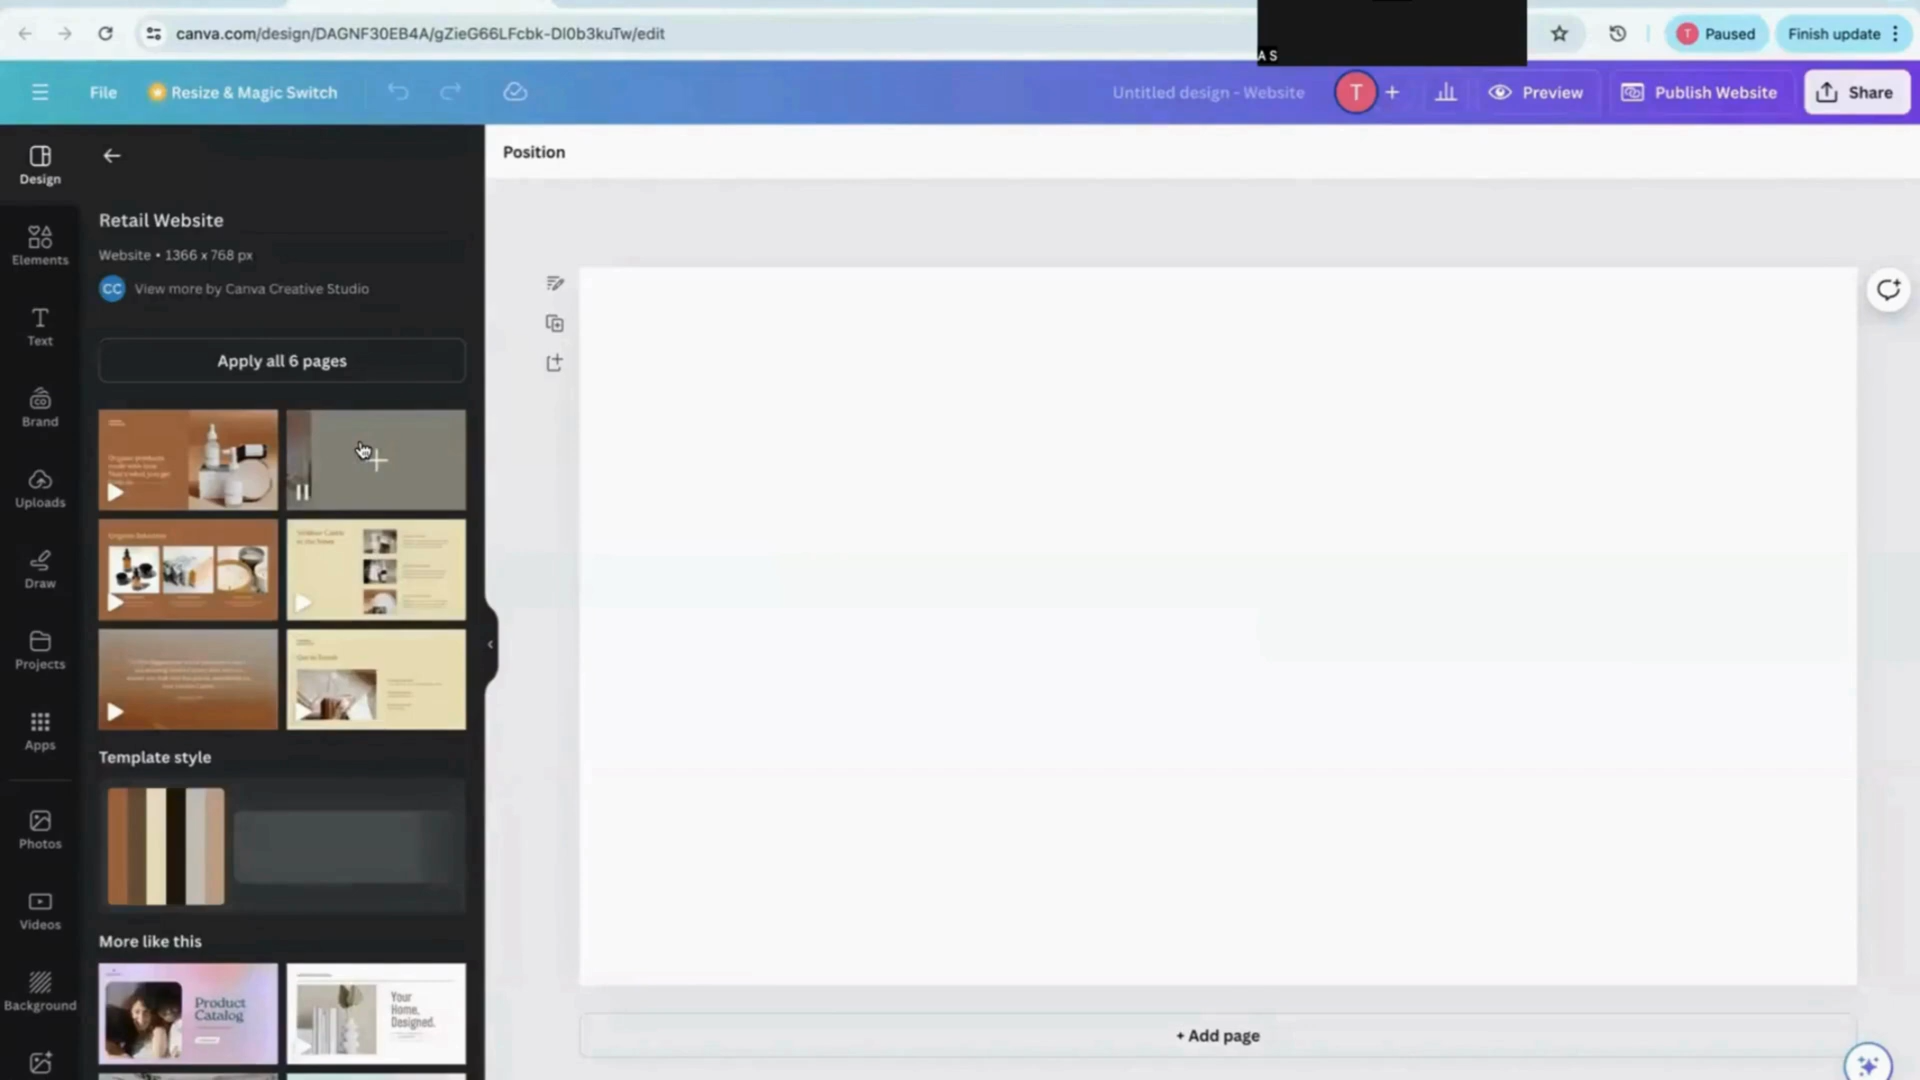 canva.com/design/DAGNF30EB4A/gZieG66LFcbk-Dl0b3kuTw/edit
A S
T
Paused
Finish update
File
Resize & Magic Switch
Untitled design - Website
T
Preview
Publish Website
Share
Design
Elements
Text
Brand
Uploads
Draw
Projects
Apps
Photos
Videos
Background
Retail Website
Website • 1366 x 768 px
CC
View more by Canva Creative Studio
Apply all 6 pages
Template style
More like this
Product
Catalog
Your
Home,
Designed.
Position
+ Add page